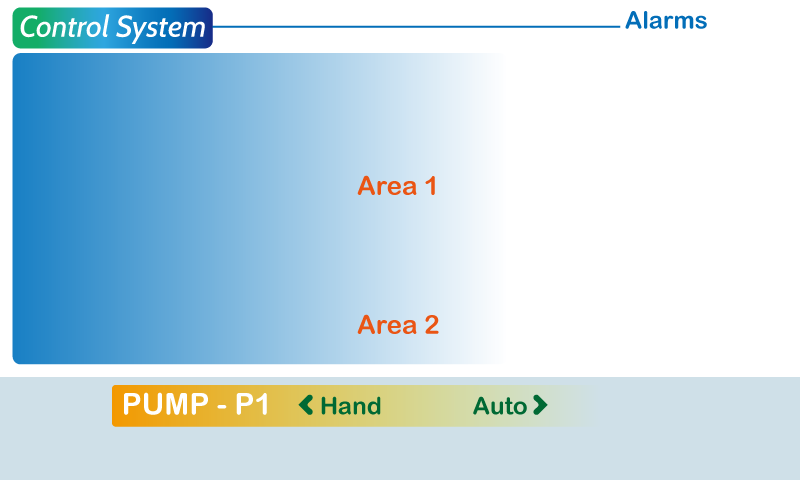 Control System
Alarms
Area 1
Area 2
PUMP - P1 Hand Auto